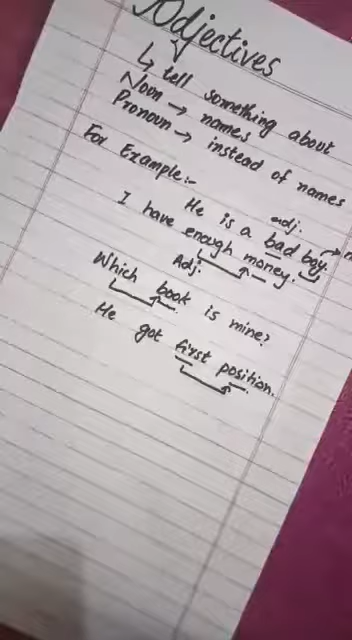 Adjectives
↳ tell something about
Noun → names
Pronoun → instead of names
For Example:-
adj.
He is a bad boy.
I have enough money.
Adj.
Which book is mine?
He got first position.